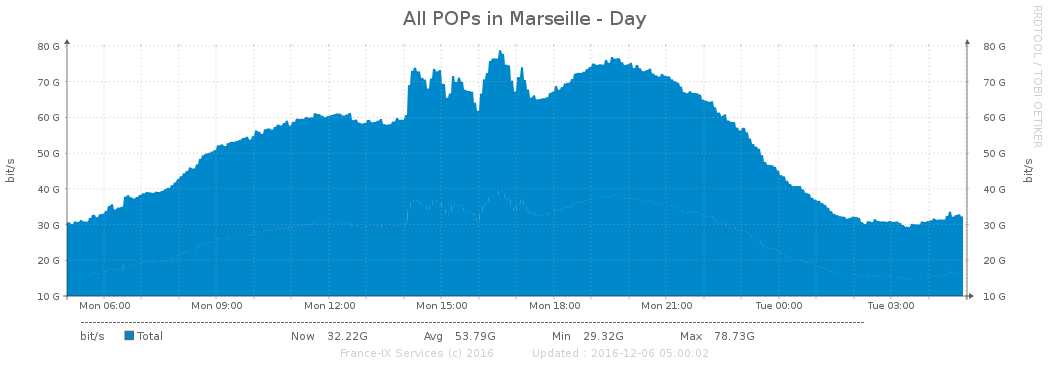 All POPs in Marseille - Day
RRDTOOL / TOBI OETIKER
bit/s
80 G 80 G
70 G 70 G
60 G 60 G
50 G 50 G
40 G 40 G
30 G 30 G
20 G 20 G
10 G 10 G
bit/s
Mon 06:00 Mon 09:00 Mon 12:00 Mon 15:00 Mon 18:00 Mon 21:00 Tue 00:00 Tue 03:00
bit/s Total Now 32.22G Avg 53.79G Min 29.32G Max 78.73G
France-IX Services (c) 2016 Updated : 2016-12-06 05:00:02